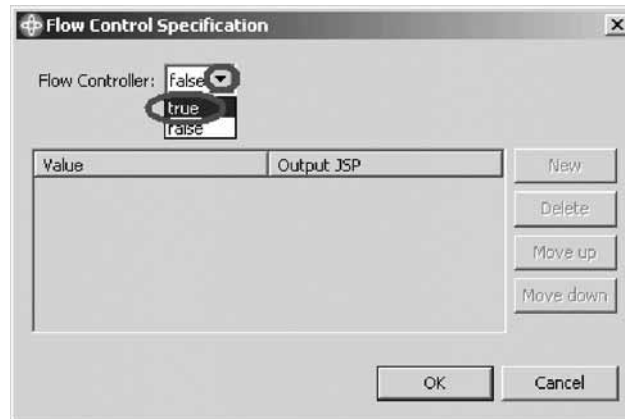 Flow Control Specification
Flow Controller: false
true
false
Value Output JSP
New
Delete
Move up
Move down
OK Cancel